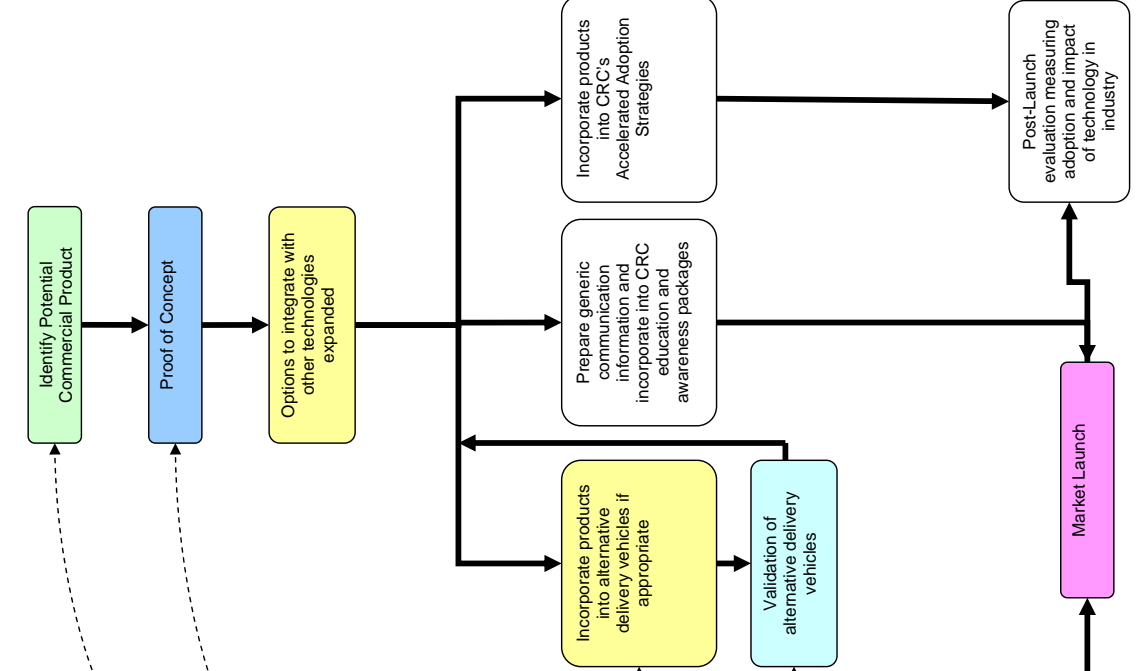 Identify Potential
Commercial Product
Proof of Concept
Options to integrate with
other technologies
expanded
Incorporate products
into CRC's
Accelerated Adoption
Strategies
Prepare generic
communication
information and
incorporate into CRC
education and
awareness packages
Incorporate products
into alternative
delivery vehicles if
appropriate
Validation of
alternative delivery
vehicles
Post-Launch
evaluation measuring
adoption and impact
of technology in
industry
Market Launch